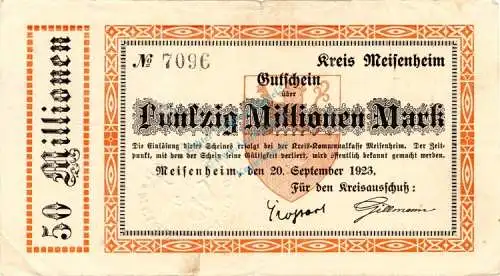 50 Millionen
№ 7096 Kreis Meisenheim
Gutschein
über
Fünfzig Millionen Mark
Die Einlösung dieses Scheines erfolgt bei der Kreis-Kommunalkasse Meisenheim. Der Zeit-
punkt, mit dem der Schein seine Gültigkeit verliert, wird öffentlich bekannt gemacht werden.
Meisenheim, den 20. September 1923.
Für den Kreisausschuß: